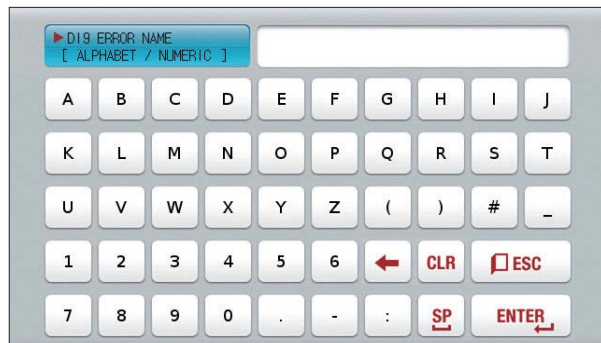 ▶DI9 ERROR NAME
[ ALPHABET / NUMERIC ]
A B C D E F G H I J
K L M N O P Q R S T
U V W X Y Z ( ) # _
1 2 3 4 5 6 ← CLR ESC
7 8 9 0 . - : SP ENTER